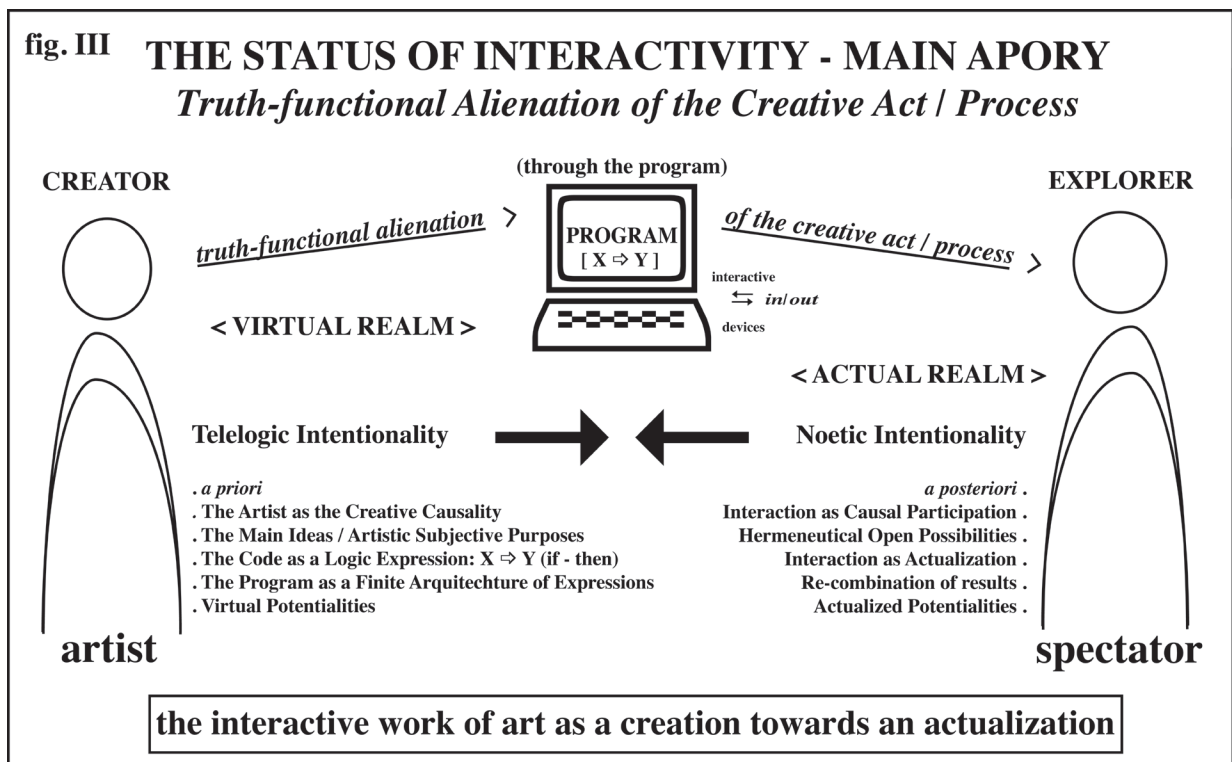 fig. III
THE STATUS OF INTERACTIVITY - MAIN APORY
Truth-functional Alienation of the Creative Act / Process
(through the program)
CREATOR
EXPLORER
truth-functional alienation >
PROGRAM
[ X ⇨ Y ]
of the creative act / process >
interactive
⇆ in/out
devices
< VIRTUAL REALM >
< ACTUAL REALM >
Telelogic Intentionality
Noetic Intentionality
. a priori
. The Artist as the Creative Causality
. The Main Ideas / Artistic Subjective Purposes
. The Code as a Logic Expression: X ⇨ Y (if - then)
. The Program as a Finite Arquitechture of Expressions
. Virtual Potentialities
a posteriori .
Interaction as Causal Participation .
Hermeneutical Open Possibilities .
Interaction as Actualization .
Re-combination of results .
Actualized Potentialities .
artist
spectator
the interactive work of art as a creation towards an actualization